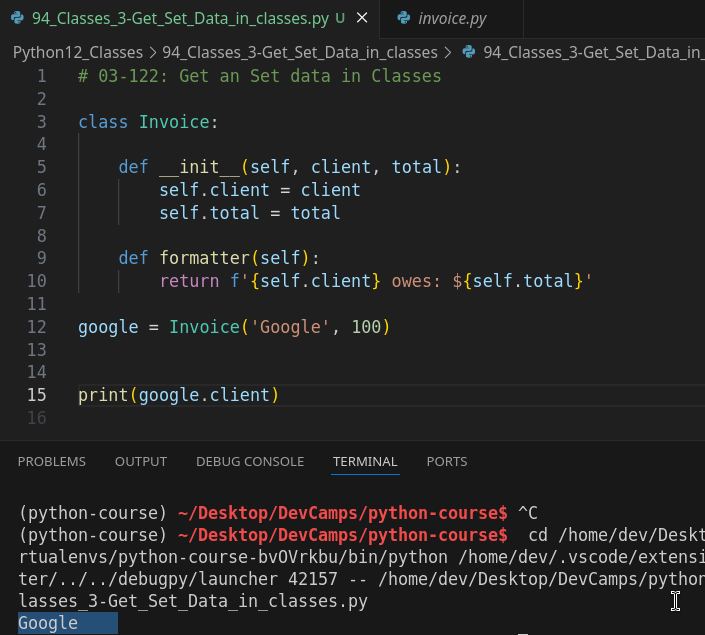 94_Classes_3-Get_Set_Data_in_classes.py U
invoice.py
Python12_Classes > 94_Classes_3-Get_Set_Data_in_classes > 94_Classes_3-Get_Set_Data_in_
1 # 03-122: Get an Set data in Classes
2
3 class Invoice:
4
5 def __init__(self, client, total):
6 self.client = client
7 self.total = total
8
9 def formatter(self):
10 return f'{self.client} owes: ${self.total}'
11
12 google = Invoice('Google', 100)
13
14
15 print(google.client)
16
PROBLEMS OUTPUT DEBUG CONSOLE TERMINAL PORTS
(python-course) ~/Desktop/DevCamps/python-course$ ^C
(python-course) ~/Desktop/DevCamps/python-course$ cd /home/dev/Deskt
rtualenvs/python-course-bvOVrkbu/bin/python /home/dev/.vscode/extensi
ter/../../debugpy/launcher 42157 -- /home/dev/Desktop/DevCamps/python
lasses_3-Get_Set_Data_in_classes.py
Google